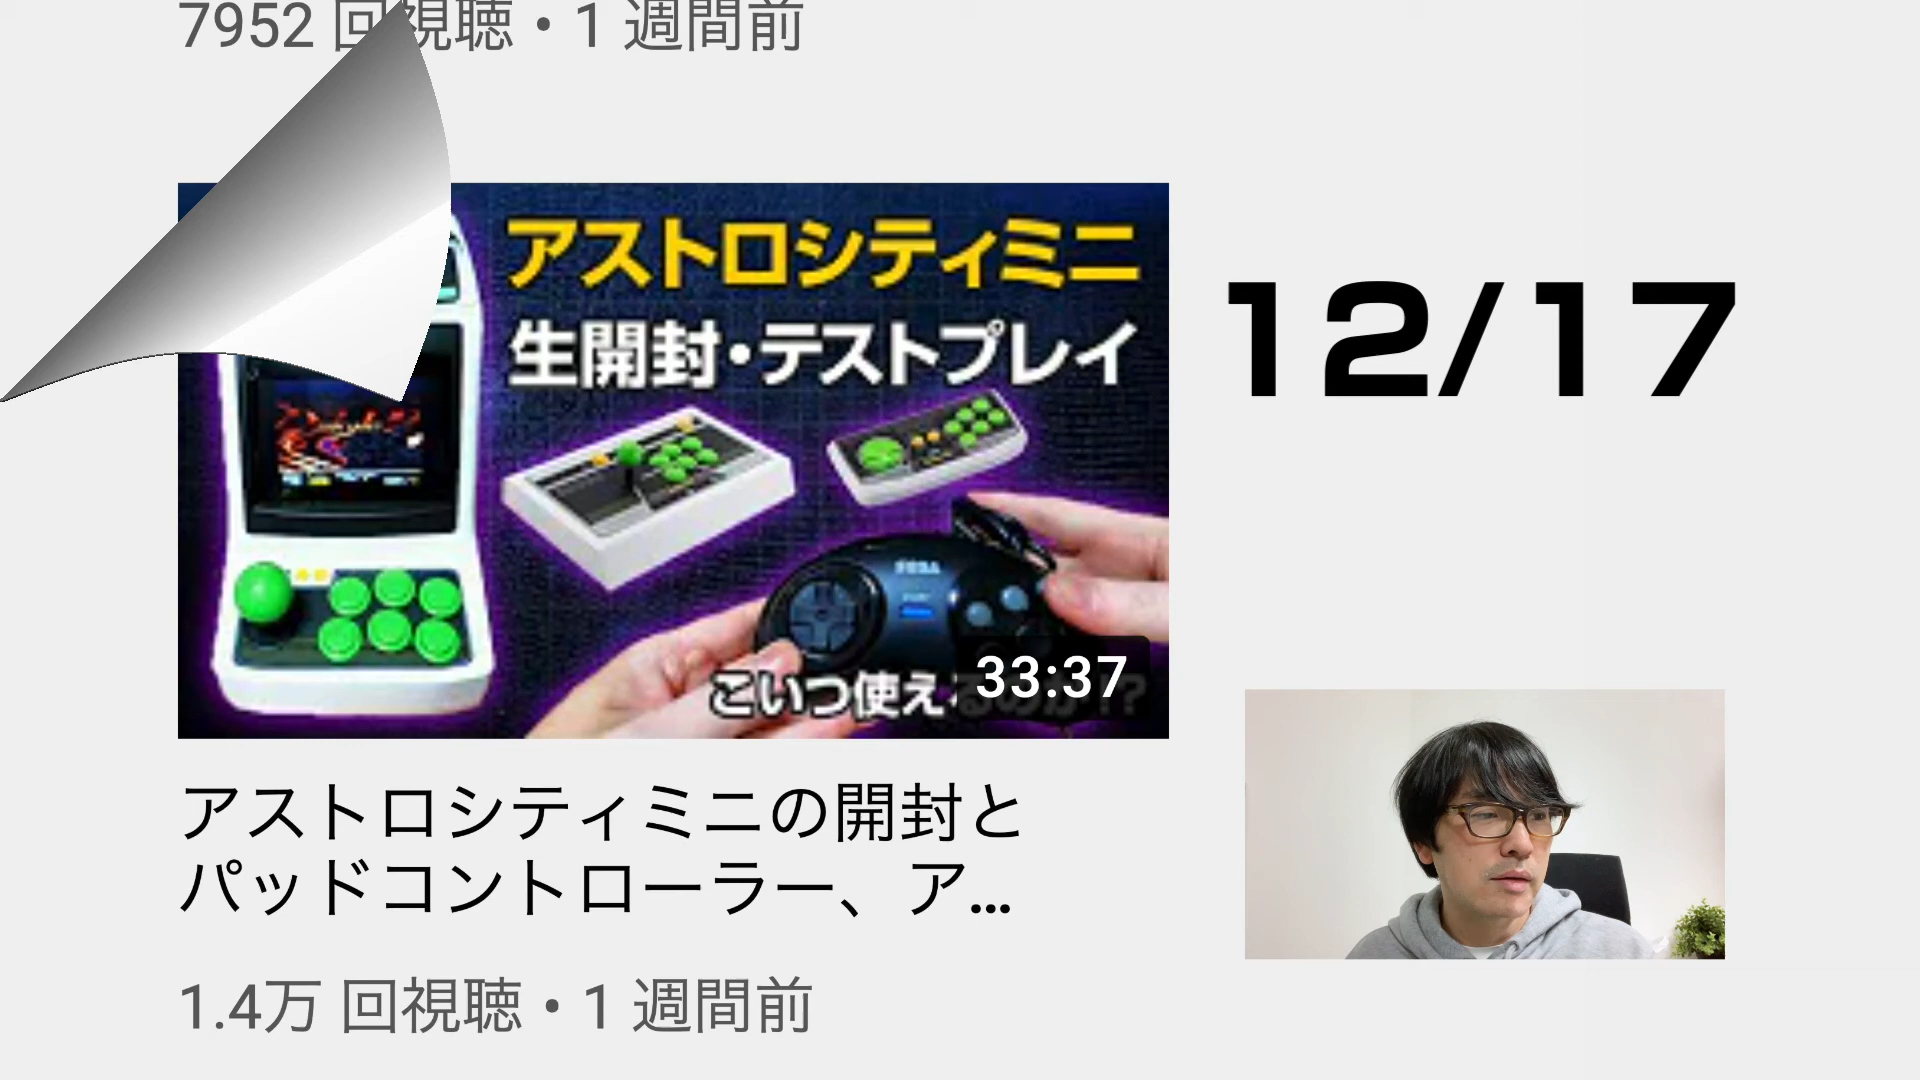 7952 回視聴・1 週間前
アストロシティミニ
生開封・テストプレイ
12/17
SEGA
こいつ使えるのか!?
33:37
アストロシティミニの開封と
パッドコントローラー、ア...
1.4万 回視聴・1 週間前